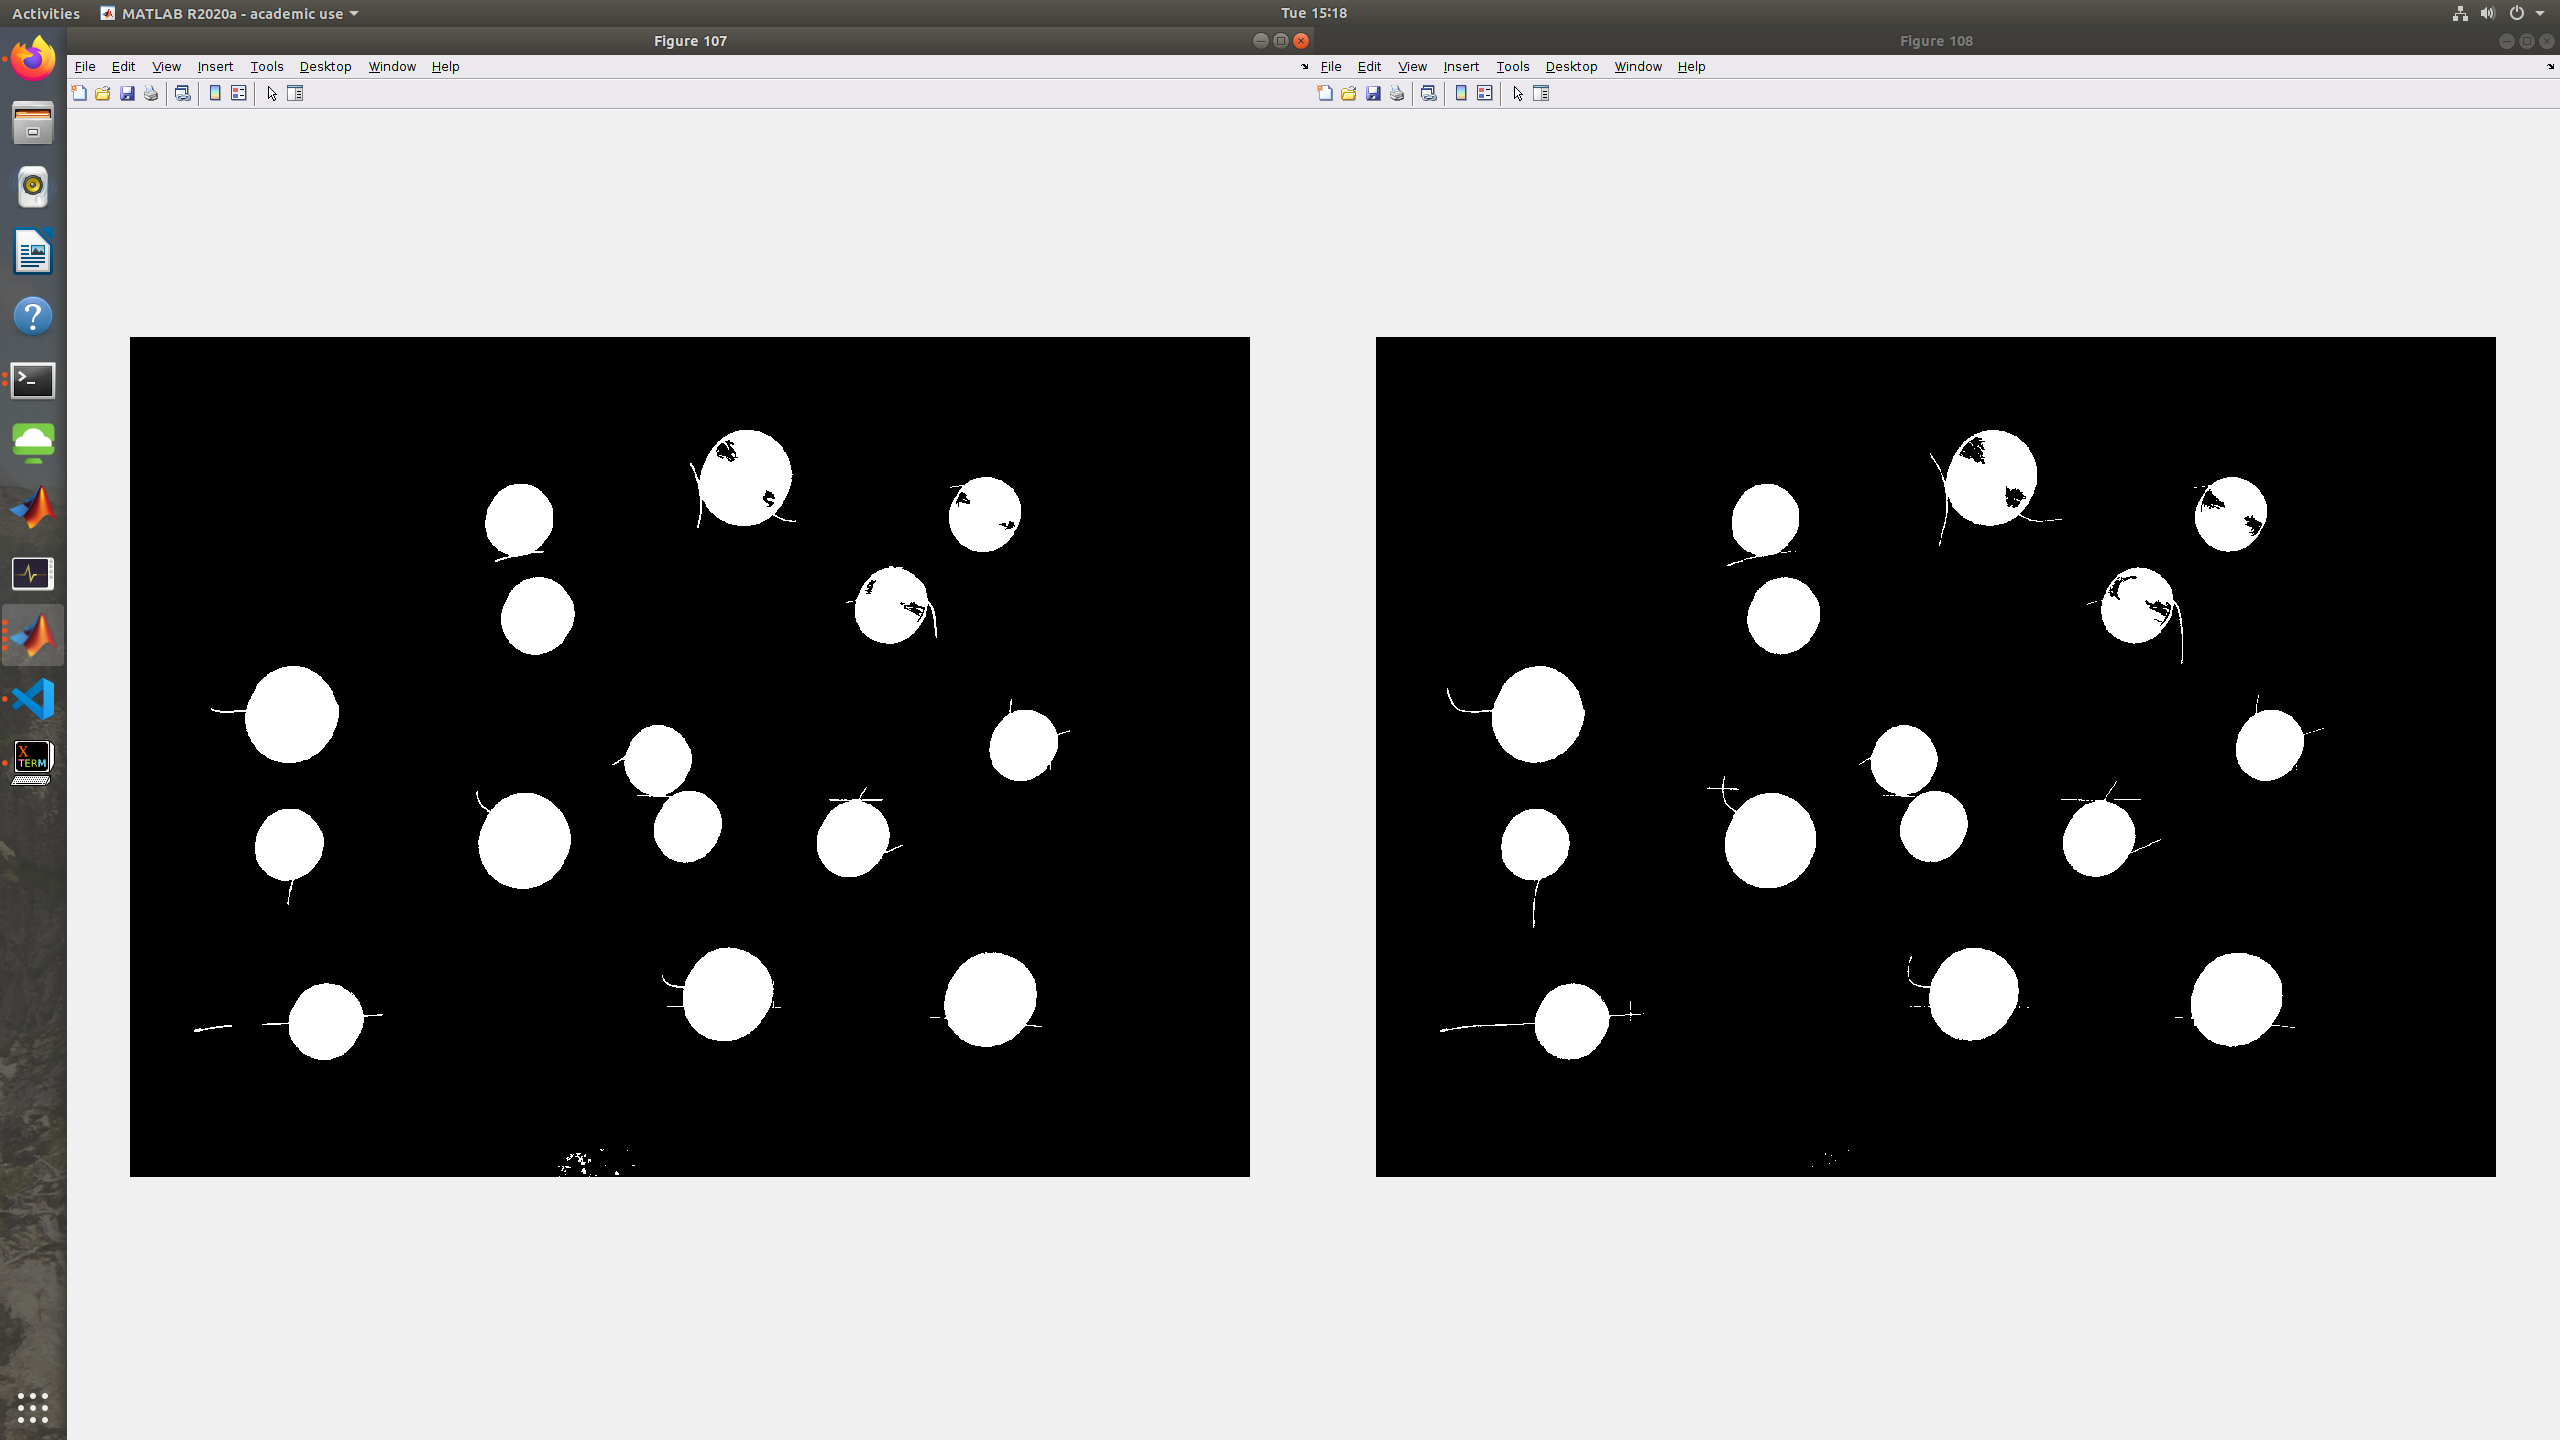 Activities MATLAB R2020a - academic use Tue 15:18
Figure 107
File Edit View Insert Tools Desktop Window Help
Figure 108
File Edit View Insert Tools Desktop Window Help
X
TERM